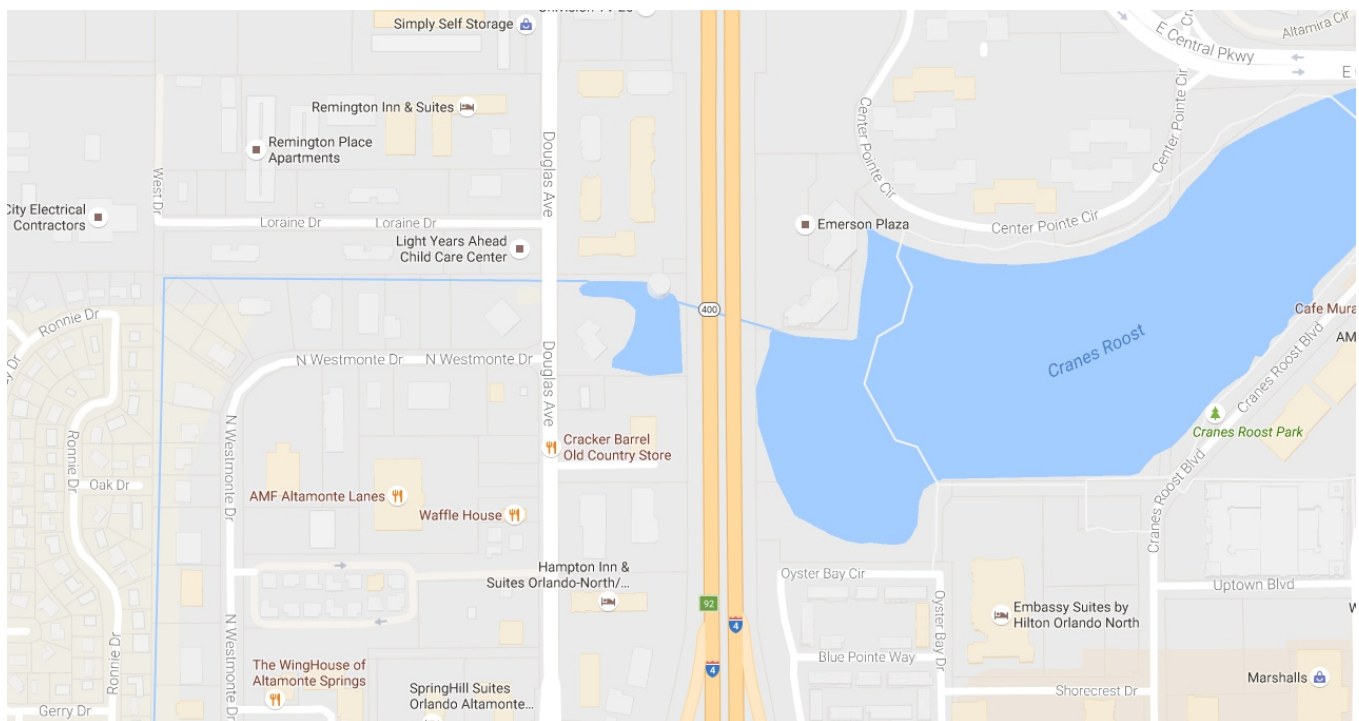 Simply Self Storage
E Central Pkwy
Altamira Cir
Remington Inn & Suites
Remington Place
Apartments
Douglas Ave
Center Pointe Cir
Center Pointe Cir
Center Pointe Cir
West Dr
City Electrical
Contractors
Loraine Dr
Loraine Dr
Emerson Plaza
Light Years Ahead
Child Care Center
400
Ronnie Dr
Cranes Roost
Cafe Mura
N Westmonte Dr
N Westmonte Dr
Douglas Ave
Cranes Roost Blvd
AM
Cranes Roost Park
Cracker Barrel
Old Country Store
Ronnie Dr
N Westmonte Dr
Oak Dr
AMF Altamonte Lanes
Waffle House
Cranes Roost Blvd
Hampton Inn &
Suites Orlando-North/...
Oyster Bay Cir
Uptown Blvd
92
4
Embassy Suites by
Hilton Orlando North
Oyster Bay Dr
N Westmonte Dr
Ronnie Dr
Blue Pointe Way
The WingHouse of
Altamonte Springs
4
Marshalls
SpringHill Suites
Orlando Altamonte...
Shorecrest Dr
Gerry Dr